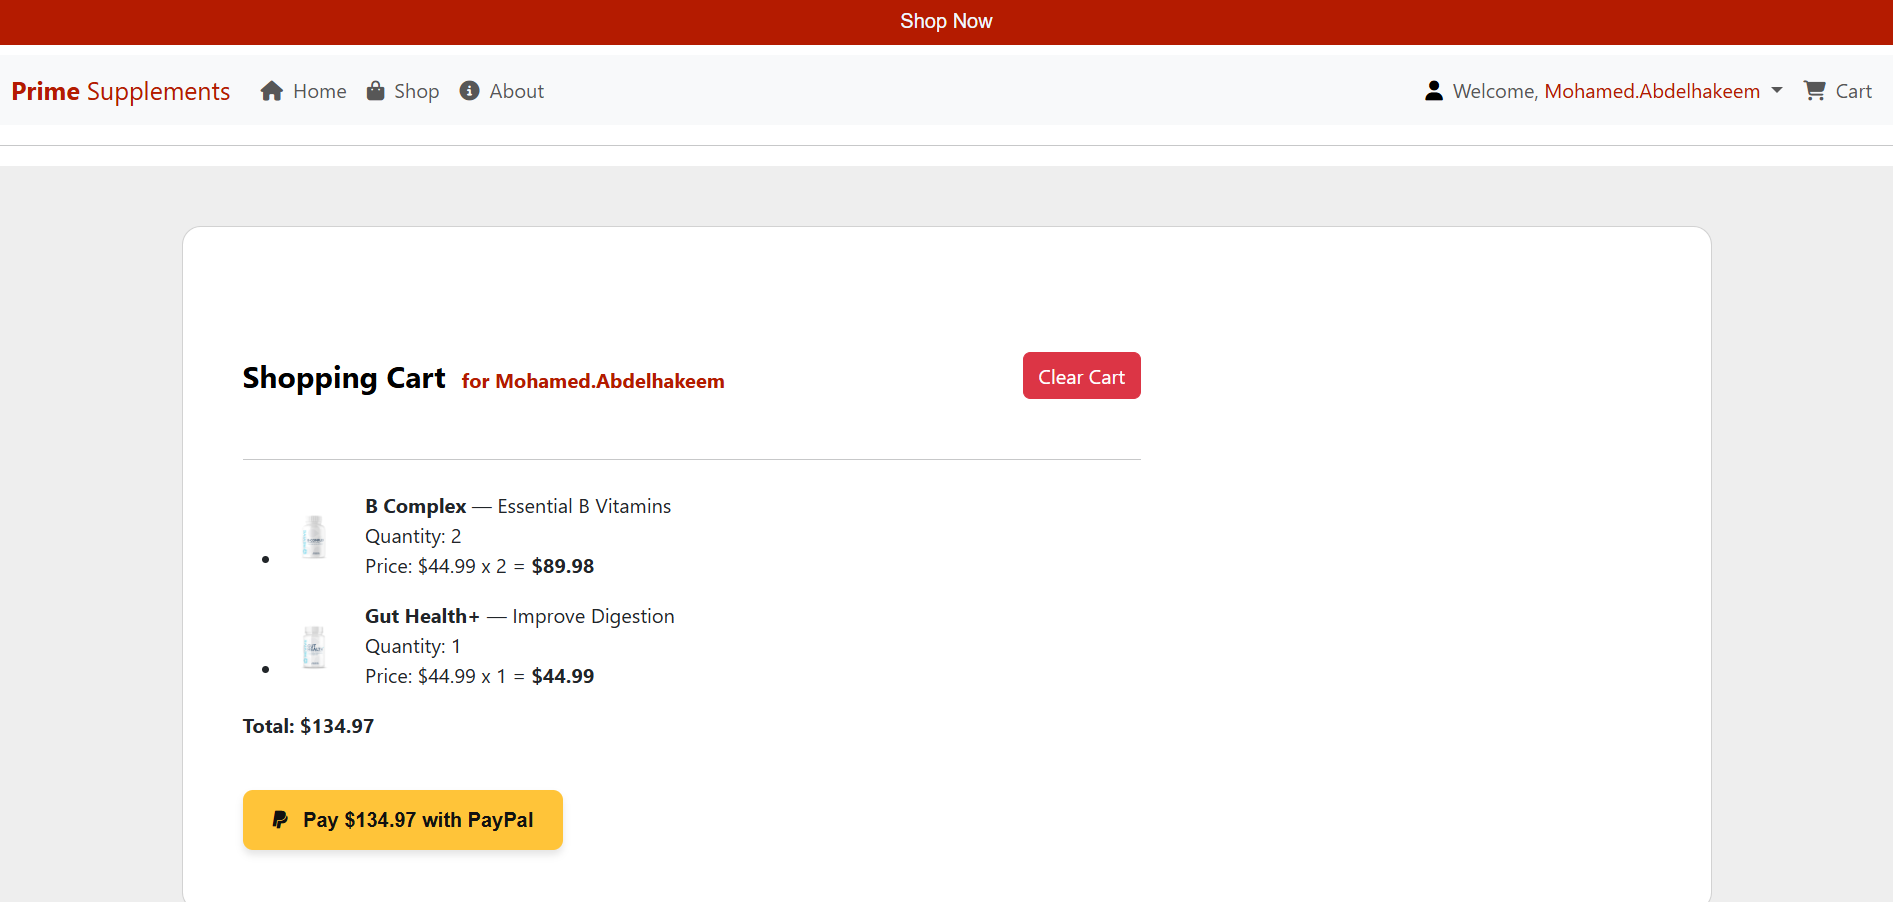 Shop Now
Prime Supplements Home Shop About Welcome, Mohamed.Abdelhakeem Cart
Shopping Cart for Mohamed.Abdelhakeem Clear Cart
B Complex — Essential B Vitamins
Quantity: 2
Price: $44.99 x 2 = $89.98
Gut Health+ — Improve Digestion
Quantity: 1
Price: $44.99 x 1 = $44.99
Total: $134.97
Pay $134.97 with PayPal